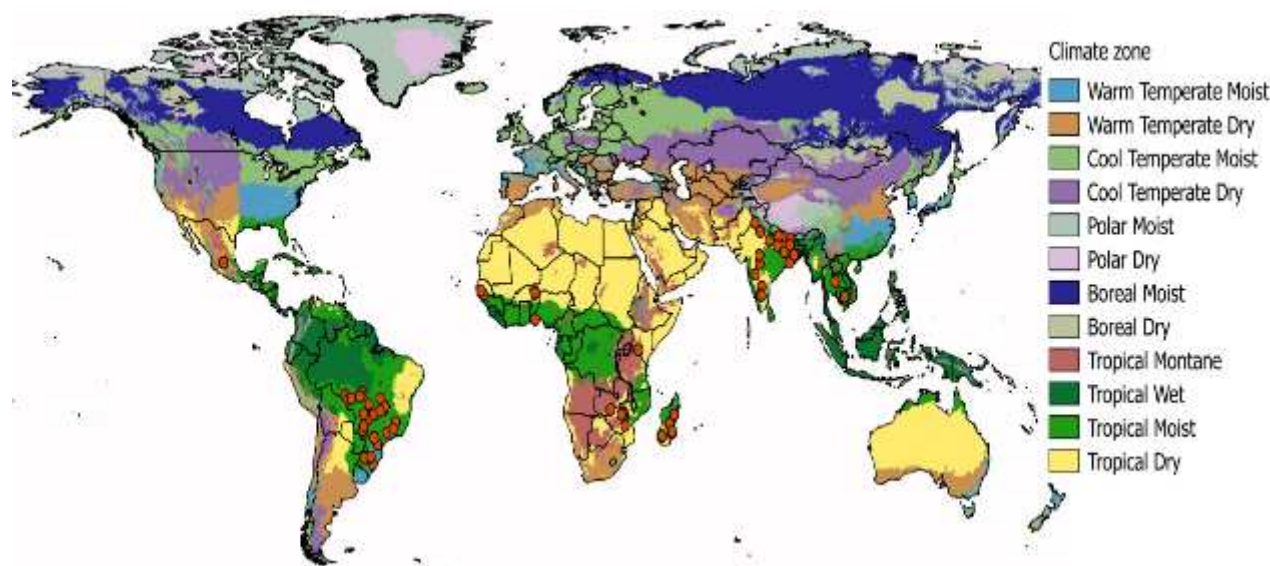 Climate zone
Warm Temperate Moist
Warm Temperate Dry
Cool Temperate Moist
Cool Temperate Dry
Polar Moist
Polar Dry
Boreal Moist
Boreal Dry
Tropical Montane
Tropical Wet
Tropical Moist
Tropical Dry